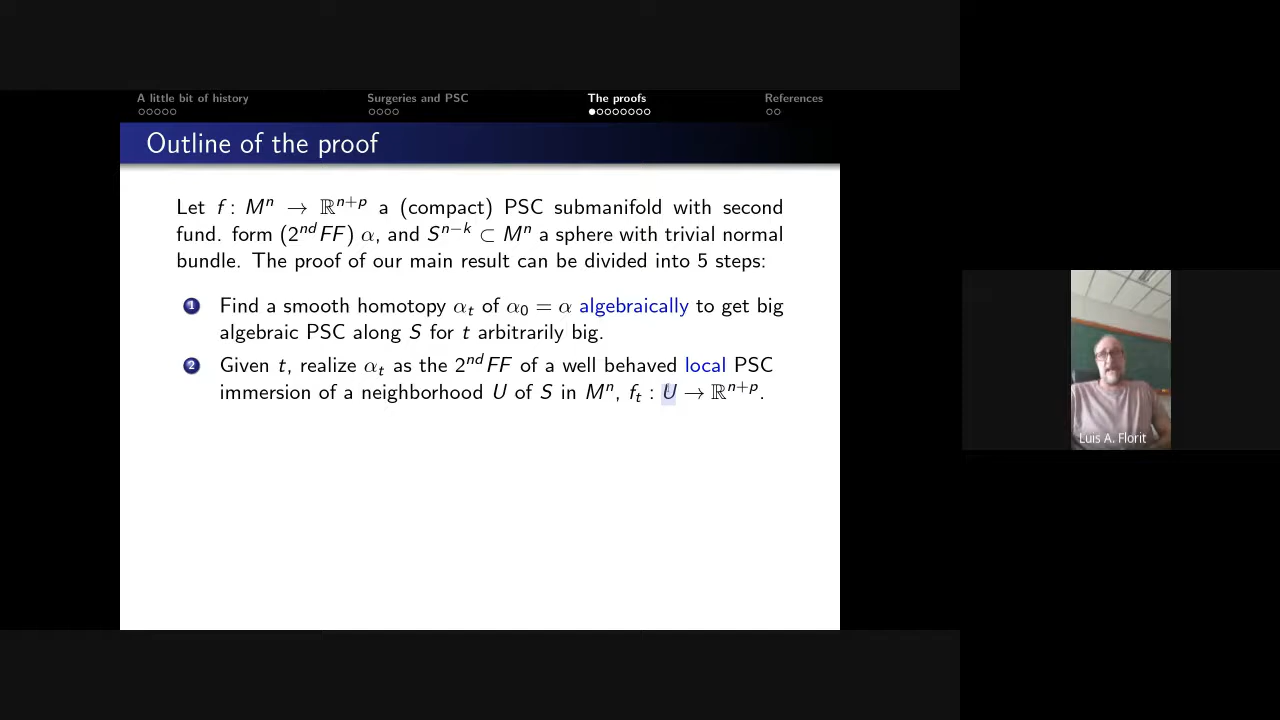 A little bit of history Surgeries and PSC The proofs References
Outline of the proof
Let f : Mⁿ → ℝⁿ⁺ᵖ a (compact) PSC submanifold with second
fund. form (2ⁿᵈFF) α, and Sⁿ⁻ᵏ ⊂ Mⁿ a sphere with trivial normal
bundle. The proof of our main result can be divided into 5 steps:
1 Find a smooth homotopy αₜ of α₀ = α algebraically to get big
algebraic PSC along S for t arbitrarily big.
2 Given t, realize αₜ as the 2ⁿᵈFF of a well behaved local PSC
immersion of a neighborhood U of S in Mⁿ, fₜ : U → ℝⁿ⁺ᵖ.
Luis A. Florit